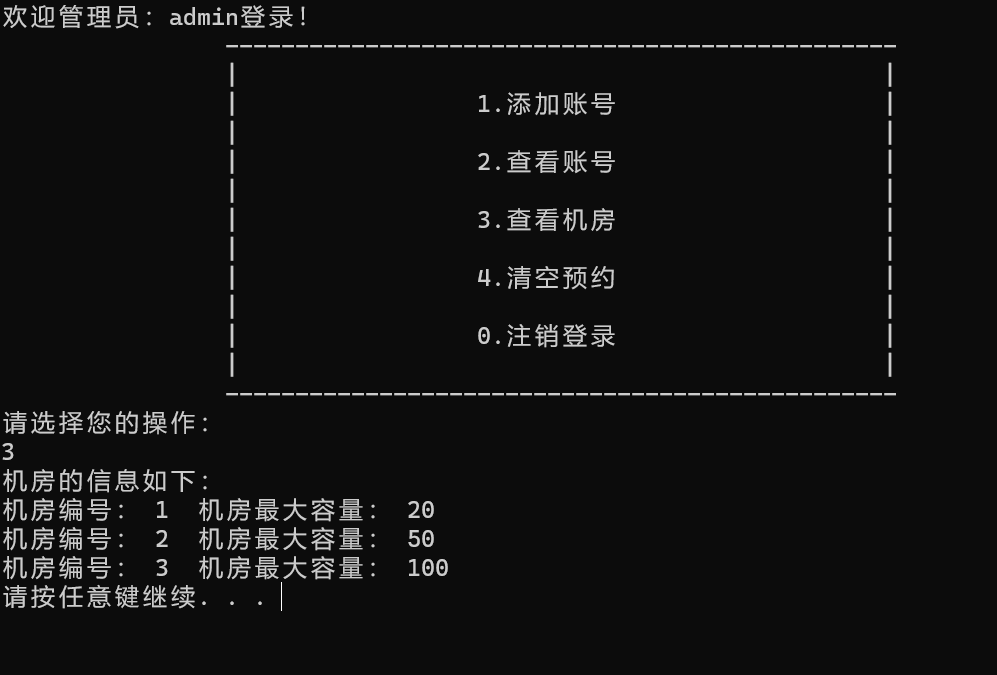 欢迎管理员：admin登录！
1.添加账号
2.查看账号
3.查看机房
4.清空预约
0.注销登录
请选择您的操作：
3
机房的信息如下：
机房编号： 1 机房最大容量： 20
机房编号： 2 机房最大容量： 50
机房编号： 3 机房最大容量： 100
请按任意键继续. . .